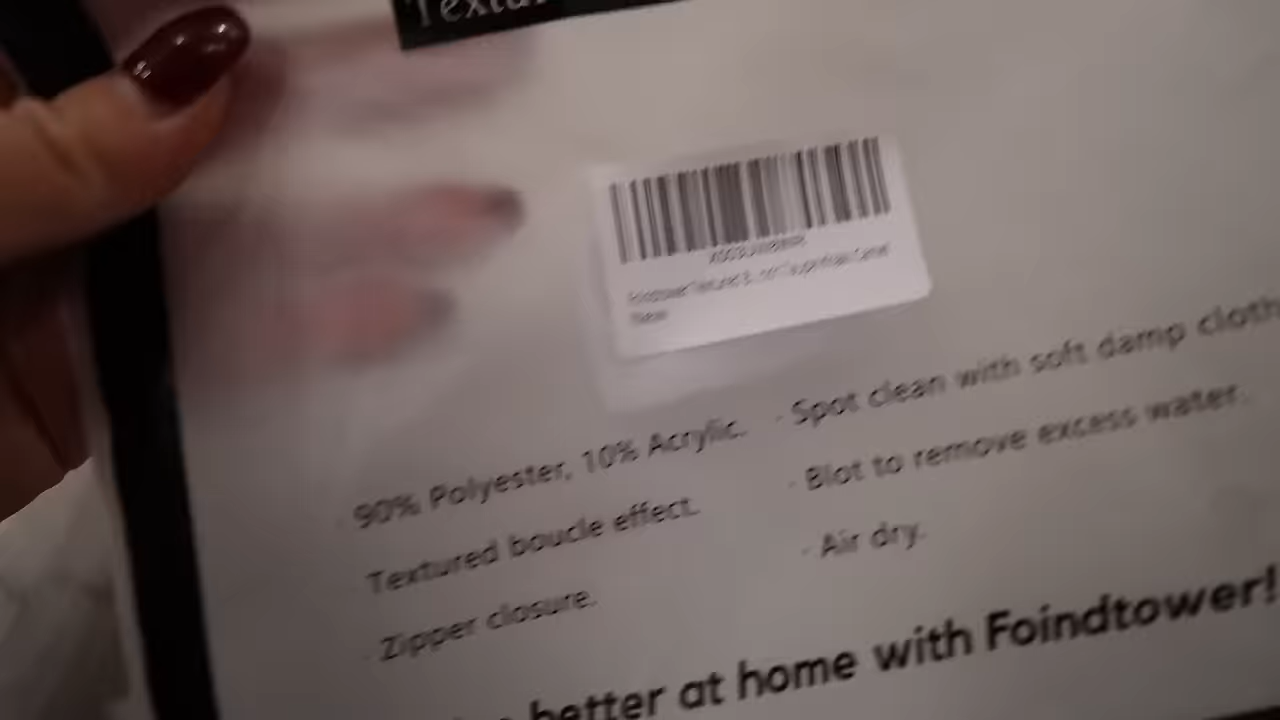 90% Polyester, 10% Acrylic.
Textured boucle effect.
Zipper closure.
· Spot clean with soft damp cloth
· Blot to remove excess water.
· Air dry.
better at home with Foindtower!